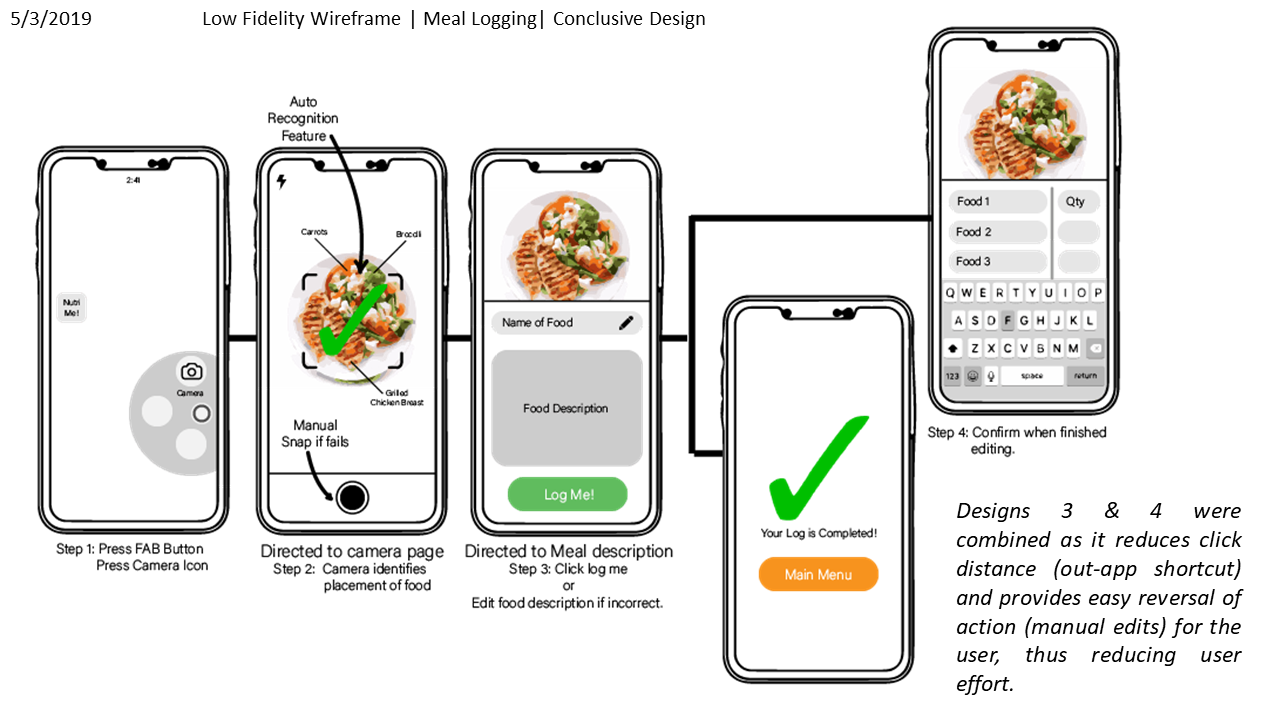 5/3/2019
Low Fidelity Wireframe | Meal Logging| Conclusive Design
2:41
Nutri
Me!
Camera
Step 1: Press FAB Button
Press Camera Icon
Auto
Recognition
Feature
Carrots
Brocolli
Grilled
Chicken Breast
Manual
Snap if fails
Directed to camera page
Step 2: Camera identifies
placement of food
Name of Food
Food Description
Log Me!
Directed to Meal description
Step 3: Click log me
or
Edit food description if incorrect.
Your Log is Completed!
Main Menu
Food 1
Qty
Food 2
Food 3
Q W E R T Y U I O P
A S D F G H J K L
Z X C V B N M
123
space
return
Step 4: Confirm when finished
editing.
Designs 3 & 4 were
combined as it reduces click
distance (out-app shortcut)
and provides easy reversal of
action (manual edits) for the
user, thus reducing user
effort.